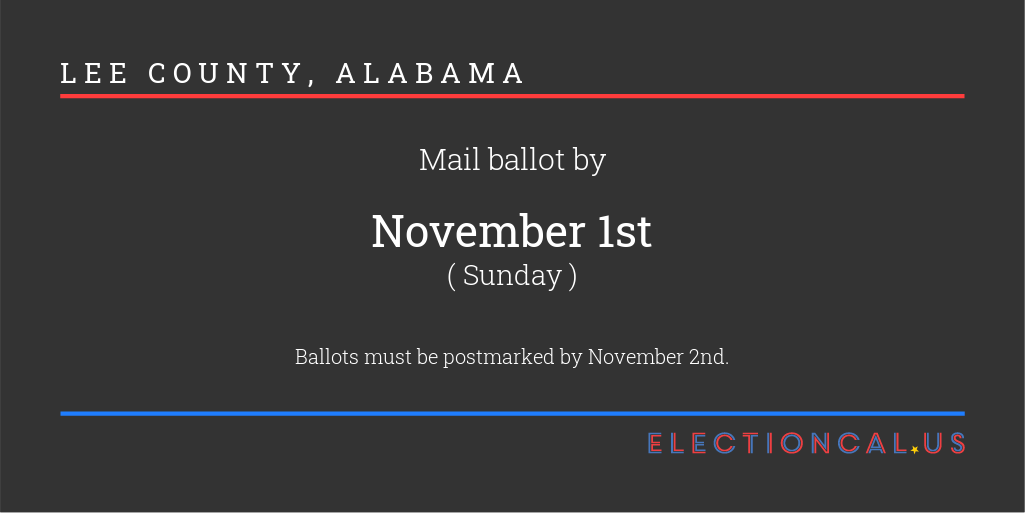 LEE COUNTY, ALABAMA
Mail ballot by
November 1st
( Sunday )
Ballots must be postmarked by November 2nd.
ELECTIONCAL.US